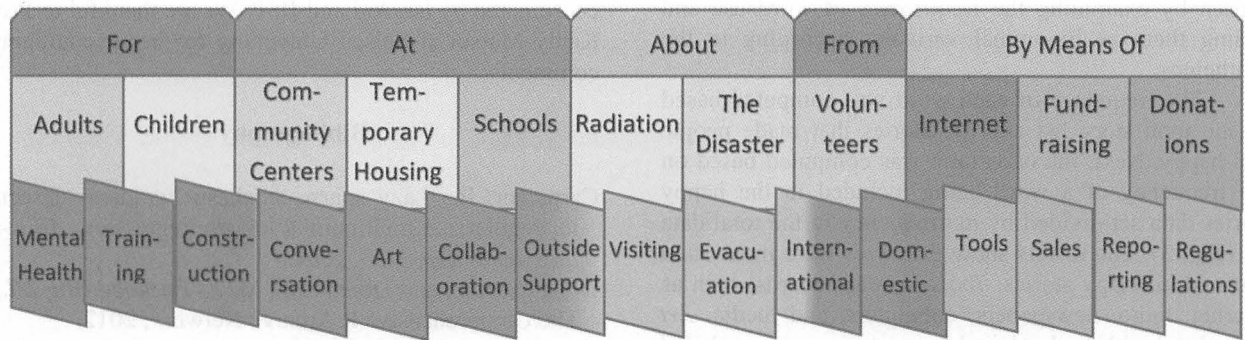 For At About From By Means Of
Adults Children Com-
munity
Centers Tem-
porary
Housing Schools Radiation The
Disaster Volun-
teers Internet Fund-
raising Donat-
ions
Mental
Health Train-
ing Constr-
uction Conve-
rsation Art Collab-
oration Outside
Support Visiting Evacu-
ation Intern-
ational Dom-
estic Tools Sales Repo-
rting Regu-
lations